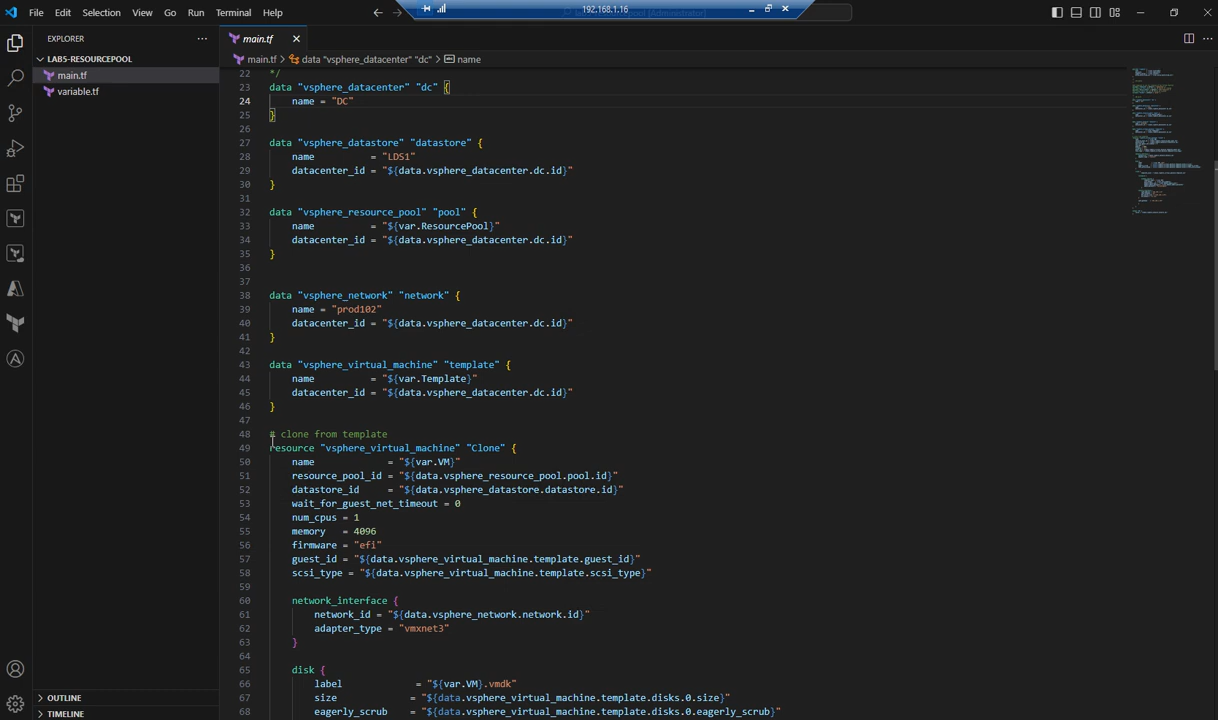 File Edit Selection View Go Run Terminal Help
192.168.1.16
EXPLORER
LAB5-RESOURCEPOOL
main.tf
variable.tf
OUTLINE
TIMELINE
main.tf
main.tf > data "vsphere_datacenter" "dc" > name
22 */
23 data "vsphere_datacenter" "dc" {
24 name = "DC"
25 }
26
27 data "vsphere_datastore" "datastore" {
28 name = "LDS1"
29 datacenter_id = "${data.vsphere_datacenter.dc.id}"
30 }
31
32 data "vsphere_resource_pool" "pool" {
33 name = "${var.ResourcePool}"
34 datacenter_id = "${data.vsphere_datacenter.dc.id}"
35 }
36
37
38 data "vsphere_network" "network" {
39 name = "prod102"
40 datacenter_id = "${data.vsphere_datacenter.dc.id}"
41 }
42
43 data "vsphere_virtual_machine" "template" {
44 name = "${var.Template}"
45 datacenter_id = "${data.vsphere_datacenter.dc.id}"
46 }
47
48 # clone from template
49 resource "vsphere_virtual_machine" "Clone" {
50 name = "${var.VM}"
51 resource_pool_id = "${data.vsphere_resource_pool.pool.id}"
52 datastore_id = "${data.vsphere_datastore.datastore.id}"
53 wait_for_guest_net_timeout = 0
54 num_cpus = 1
55 memory = 4096
56 firmware = "efi"
57 guest_id = "${data.vsphere_virtual_machine.template.guest_id}"
58 scsi_type = "${data.vsphere_virtual_machine.template.scsi_type}"
59
60 network_interface {
61 network_id = "${data.vsphere_network.network.id}"
62 adapter_type = "vmxnet3"
63 }
64
65 disk {
66 label = "${var.VM}.vmdk"
67 size = "${data.vsphere_virtual_machine.template.disks.0.size}"
68 eagerly_scrub = "${data.vsphere_virtual_machine.template.disks.0.eagerly_scrub}"